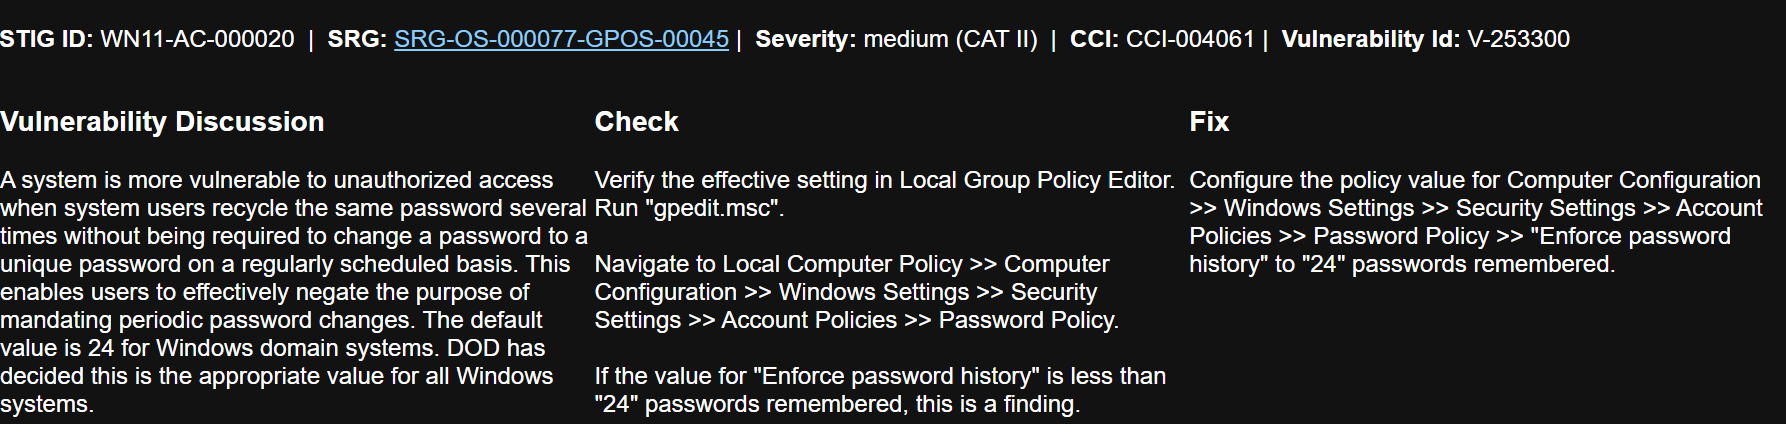 STIG ID: WN11-AC-000020 | SRG: SRG-OS-000077-GPOS-00045 | Severity: medium (CAT II) | CCI: CCI-004061 | Vulnerability Id: V-253300
Vulnerability Discussion
A system is more vulnerable to unauthorized access
when system users recycle the same password several
times without being required to change a password to a
unique password on a regularly scheduled basis. This
enables users to effectively negate the purpose of
mandating periodic password changes. The default
value is 24 for Windows domain systems. DOD has
decided this is the appropriate value for all Windows
systems.
Check
Verify the effective setting in Local Group Policy Editor.
Run "gpedit.msc".
Navigate to Local Computer Policy >> Computer
Configuration >> Windows Settings >> Security
Settings >> Account Policies >> Password Policy.
If the value for "Enforce password history" is less than
"24" passwords remembered, this is a finding.
Fix
Configure the policy value for Computer Configuration
>> Windows Settings >> Security Settings >> Account
Policies >> Password Policy >> "Enforce password
history" to "24" passwords remembered.